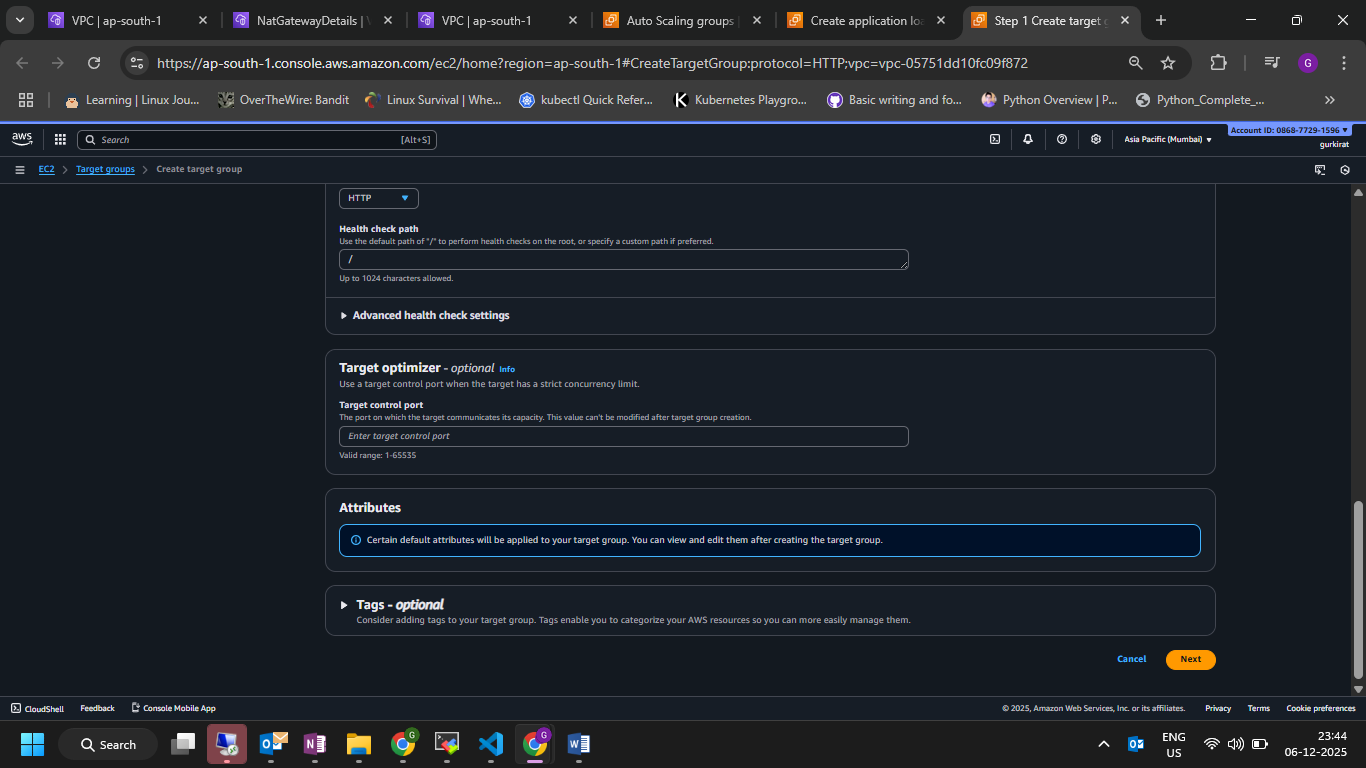 VPC | ap-south-1
NatGatewayDetails |
VPC | ap-south-1
Auto Scaling groups
Create application loa
Step 1 Create target
https://ap-south-1.console.aws.amazon.com/ec2/home?region=ap-south-1#CreateTargetGroup:protocol=HTTP;vpc=vpc-05751dd10fc09f872
G
Learning | Linux Jou...
OverTheWire: Bandit
Linux Survival | Whe...
kubectl Quick Refer...
Kubernetes Playgro...
Basic writing and fo...
Python Overview | P...
Python_Complete_...
aws
Search
[Alt+S]
Asia Pacific (Mumbai)
Account ID: 0868-7729-1596
gurkirat
EC2
Target groups
Create target group
HTTP
Health check path
Use the default path of "/" to perform health checks on the root, or specify a custom path if preferred.
/
Up to 1024 characters allowed.
Advanced health check settings
Target optimizer - optional Info
Use a target control port when the target has a strict concurrency limit.
Target control port
The port on which the target communicates its capacity. This value can't be modified after target group creation.
Enter target control port
Valid range: 1-65535
Attributes
Certain default attributes will be applied to your target group. You can view and edit them after creating the target group.
Tags - optional
Consider adding tags to your target group. Tags enable you to categorize your AWS resources so you can more easily manage them.
Cancel
Next
CloudShell
Feedback
Console Mobile App
© 2025, Amazon Web Services, Inc. or its affiliates.
Privacy
Terms
Cookie preferences
Search
G
G
ENG
US
23:44
06-12-2025